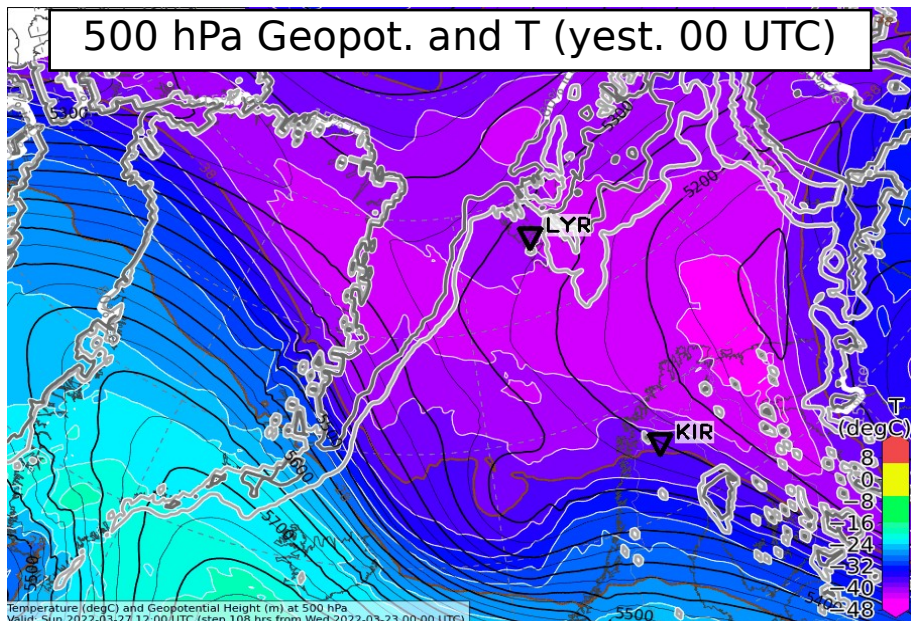 500 hPa Geopot. and T (yest. 00 UTC)
5300
5300
5200
LYR
KIR
T
(degC)
8
0
−8
−16
−24
−32
−40
−48
5600
5700
5500
5500
Temperature (degC) and Geopotential Height (m) at 500 hPa
Valid: Sun 2022-03-27 12:00 UTC (step 108 hrs from Wed 2022-03-23 00:00 UTC)